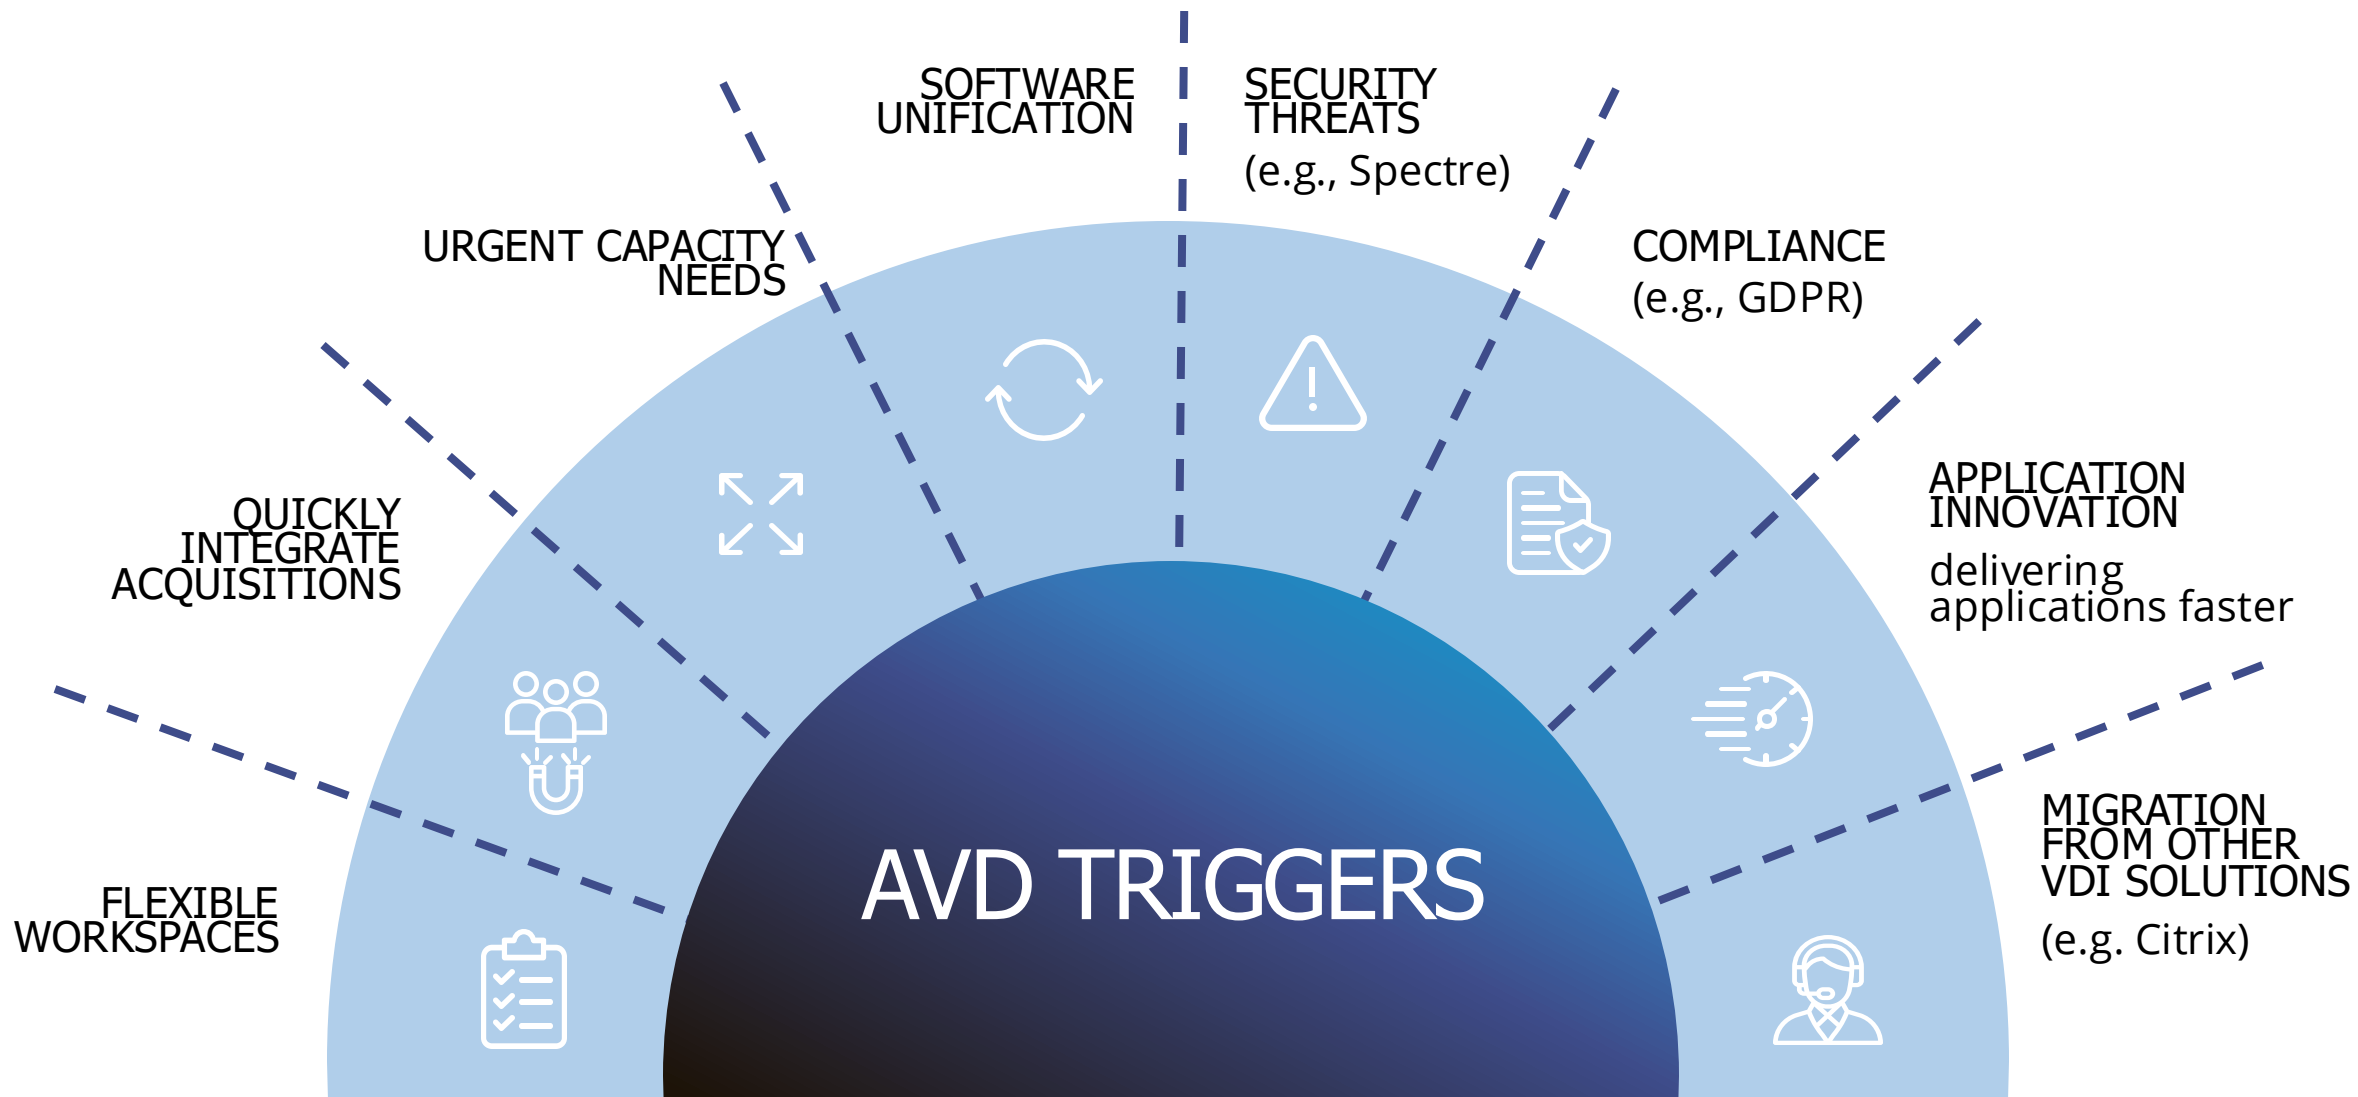 SOFTWARE
UNIFICATION
SECURITY
THREATS
(e.g., Spectre)
URGENT CAPACITY
NEEDS
COMPLIANCE
(e.g., GDPR)
QUICKLY
INTEGRATE
ACQUISITIONS
APPLICATION
INNOVATION
delivering
applications faster
FLEXIBLE
WORKSPACES
MIGRATION
FROM OTHER
VDI SOLUTIONS
(e.g. Citrix)
AVD TRIGGERS